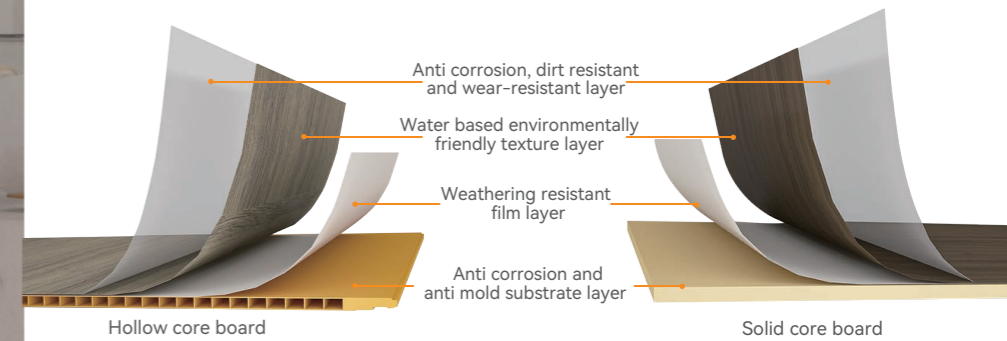 Anti corrosion, dirt resistant
and wear-resistant layer
Water based environmentally
friendly texture layer
Weathering resistant
film layer
Anti corrosion and
anti mold substrate layer
Hollow core board
Solid core board